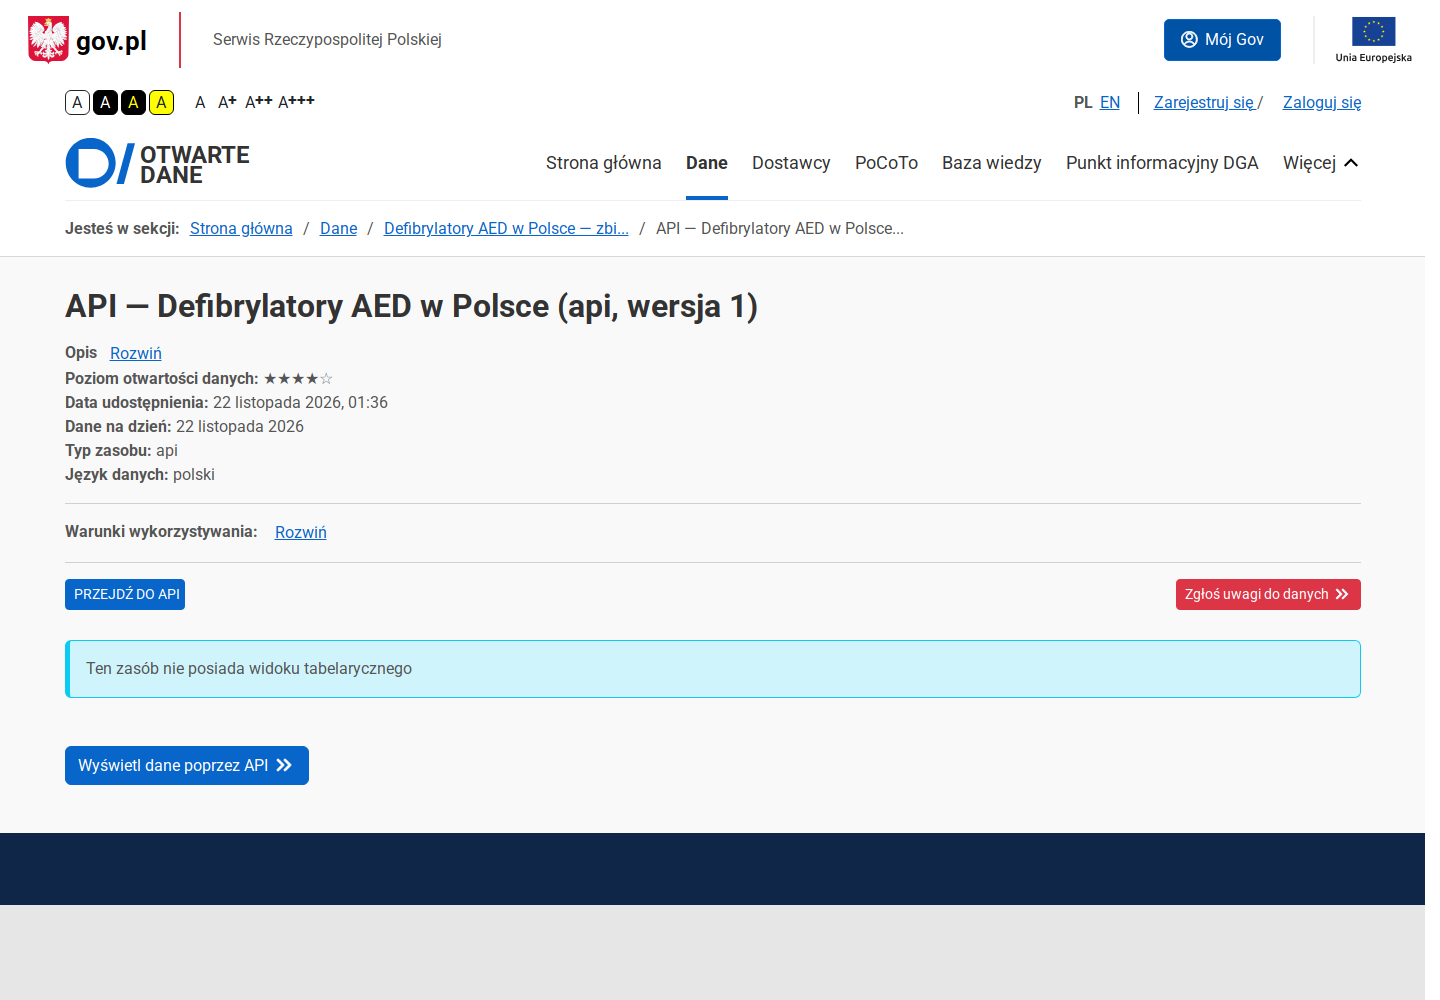 gov.pl
Serwis Rzeczypospolitej Polskiej
Mój Gov
Unia Europejska
A A A A A A+ A++ A+++
PL EN Zarejestruj się / Zaloguj się
OTWARTE
DANE
Strona główna Dane Dostawcy PoCoTo Baza wiedzy Punkt informacyjny DGA Więcej
Jesteś w sekcji: Strona główna / Dane / Defibrylatory AED w Polsce — zbi... / API — Defibrylatory AED w Polsce...
API — Defibrylatory AED w Polsce (api, wersja 1)
Opis Rozwiń
Poziom otwartości danych: ★★★★☆
Data udostępnienia: 22 listopada 2026, 01:36
Dane na dzień: 22 listopada 2026
Typ zasobu: api
Język danych: polski
Warunki wykorzystywania: Rozwiń
PRZEJDŹ DO API
Zgłoś uwagi do danych
Ten zasób nie posiada widoku tabelarycznego
Wyświetl dane poprzez API